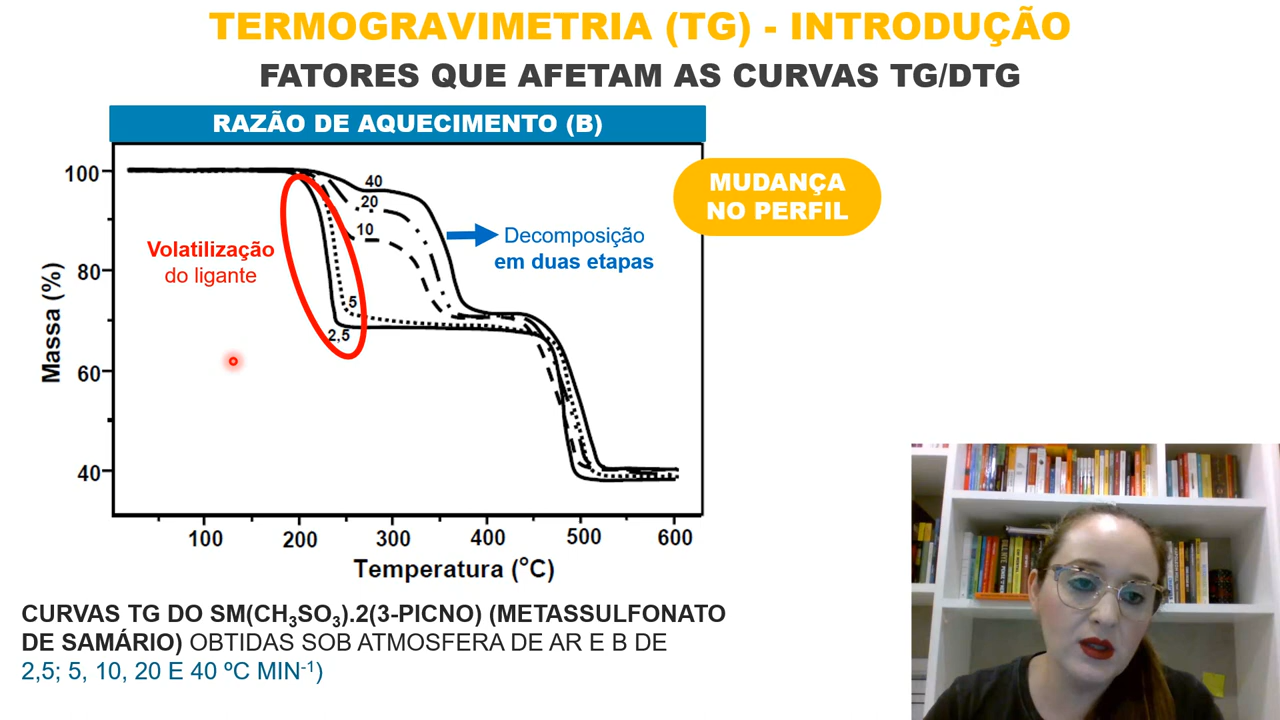 TERMOGRAVIMETRIA (TG) - INTRODUÇÃO
FATORES QUE AFETAM AS CURVAS TG/DTG
RAZÃO DE AQUECIMENTO (B)
MUDANÇA
NO PERFIL
100
80
60
40
Massa (%)
40
20
10
5
2,5
Volatilização
do ligante
Decomposição
em duas etapas
100 200 300 400 500 600
Temperatura (°C)
CURVAS TG DO SM(CH₃SO₃).2(3-PICNO) (METASSULFONATO
DE SAMÁRIO) OBTIDAS SOB ATMOSFERA DE AR E B DE
2,5; 5, 10, 20 E 40 ºC MIN⁻¹)